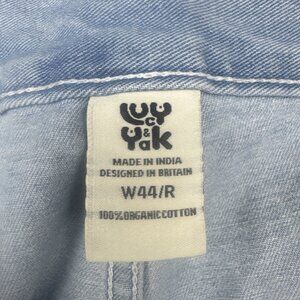 Lucy
&
Yak
MADE IN INDIA
DESIGNED IN BRITAIN
W44/R
100% ORGANIC COTTON